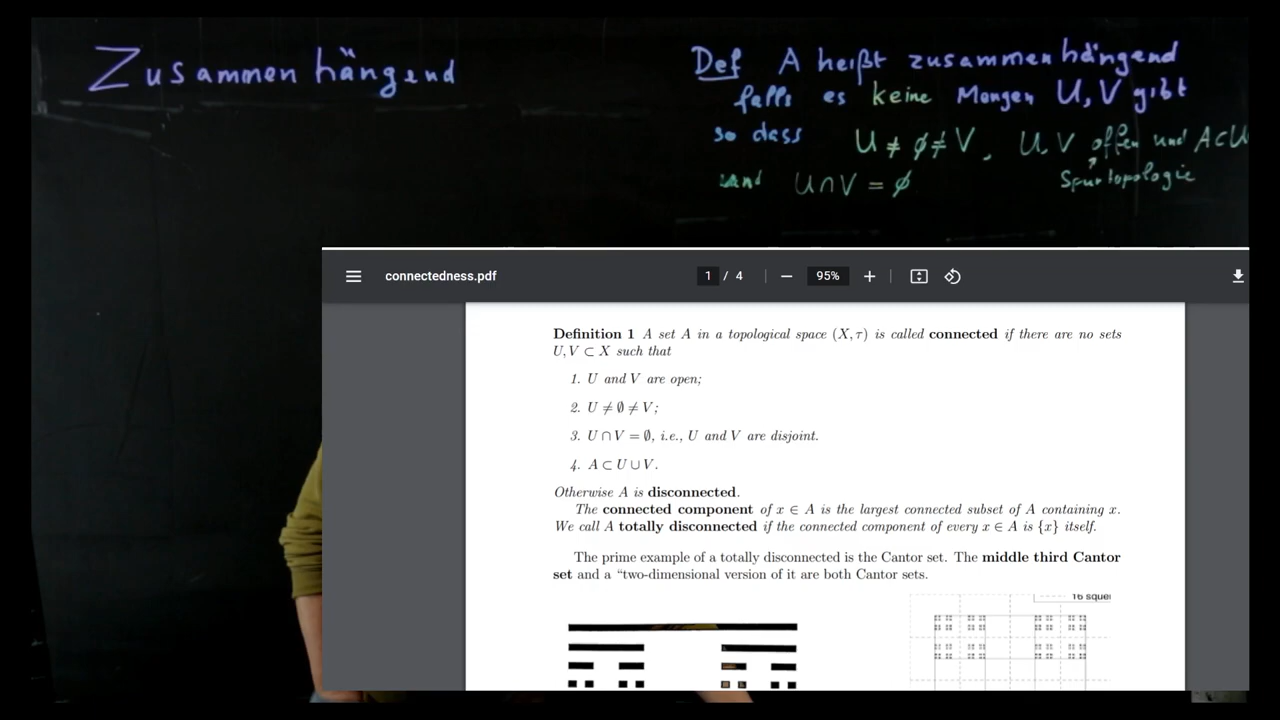 Zusammenhängend
Def A heißt zusammenhängend
falls es keine Mengen U, V gibt
so dass U ≠ ∅ ≠ V, U, V offen und A ⊂ U
Spurtopologie
und U ∩ V = ∅
connectedness.pdf 1 / 4 95%
Definition 1 A set A in a topological space (X, τ) is called connected if there are no sets
U, V ⊂ X such that
1. U and V are open;
2. U ≠ ∅ ≠ V;
3. U ∩ V = ∅, i.e., U and V are disjoint.
4. A ⊂ U ∪ V.
Otherwise A is disconnected.
The connected component of x ∈ A is the largest connected subset of A containing x.
We call A totally disconnected if the connected component of every x ∈ A is {x} itself.
The prime example of a totally disconnected is the Cantor set. The middle third Cantor
set and a “two-dimensional version of it are both Cantor sets.
16 squ